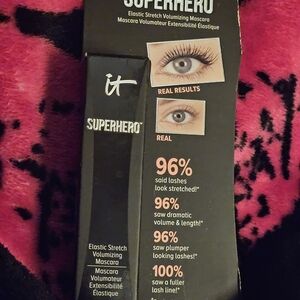 SUPERHERO
Elastic Stretch Volumizing Mascara
Mascara Volumateur Extensibilité Élastique
REAL RESULTS
REAL
it
SUPERHERO™
96%
said lashes
look stretched!*
96%
saw dramatic
volume & length!*
96%
saw plumper
looking lashes!*
100%
saw a fuller
lash line!*
Elastic Stretch
Volumizing
Mascara
Mascara
Volumateur
Extensibilité
Élastique